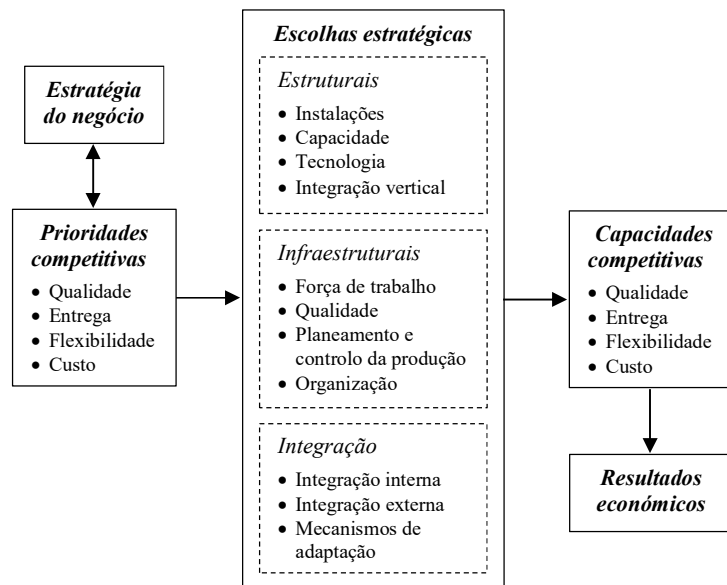 Estratégia
do negócio
Prioridades
competitivas
• Qualidade
• Entrega
• Flexibilidade
• Custo
Escolhas estratégicas
Estruturais
• Instalações
• Capacidade
• Tecnologia
• Integração vertical
Infraestruturais
• Força de trabalho
• Qualidade
• Planeamento e
controlo da produção
• Organização
Integração
• Integração interna
• Integração externa
• Mecanismos de
adaptação
Capacidades
competitivas
• Qualidade
• Entrega
• Flexibilidade
• Custo
Resultados
económicos